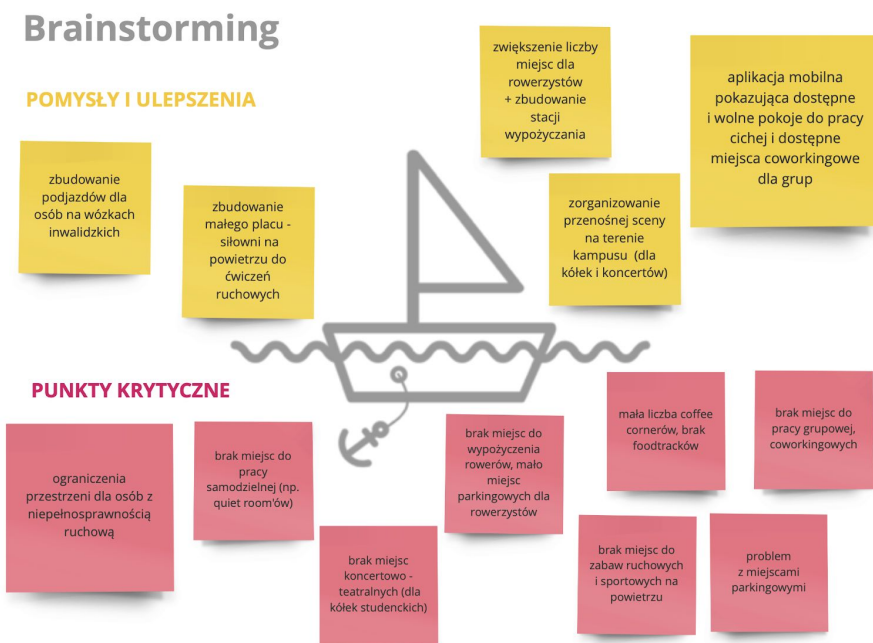 Brainstorming
POMYSŁY I ULEPSZENIA
zbudowanie
podjazdów dla
osób na wózkach
inwalidzkich
zbudowanie
małego placu -
siłowni na
powietrzu do
ćwiczeń
ruchowych
zwiększenie liczby
miejsc dla
rowerzystów
+ zbudowanie
stacji
wypożyczania
zorganizowanie
przenośnej sceny
na terenie
kampusu (dla
kółek i koncertów)
aplikacja mobilna
pokazująca dostępne
i wolne pokoje do pracy
cichej i dostępne
miejsca coworkingowe
dla grup
PUNKTY KRYTYCZNE
ograniczenia
przestrzeni dla osób z
niepełnosprawnością
ruchową
brak miejsc do
pracy
samodzielnej (np.
quiet room'ów)
brak miejsc
koncertowo -
teatralnych (dla
kółek studenckich)
brak miejsc do
wypożyczenia
rowerów, mało
miejsc
parkingowych dla
rowerzystów
mała liczba coffee
cornerów, brak
foodtracków
brak miejsc do
pracy grupowej,
coworkingowych
brak miejsc do
zabaw ruchowych
i sportowych na
powietrzu
problem
z miejscami
parkingowymi